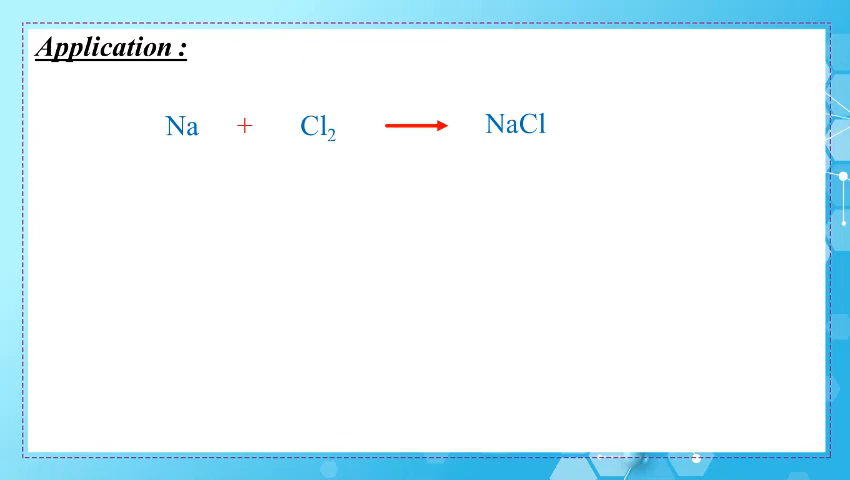 Application :
Na + Cl₂ ⟶ NaCl